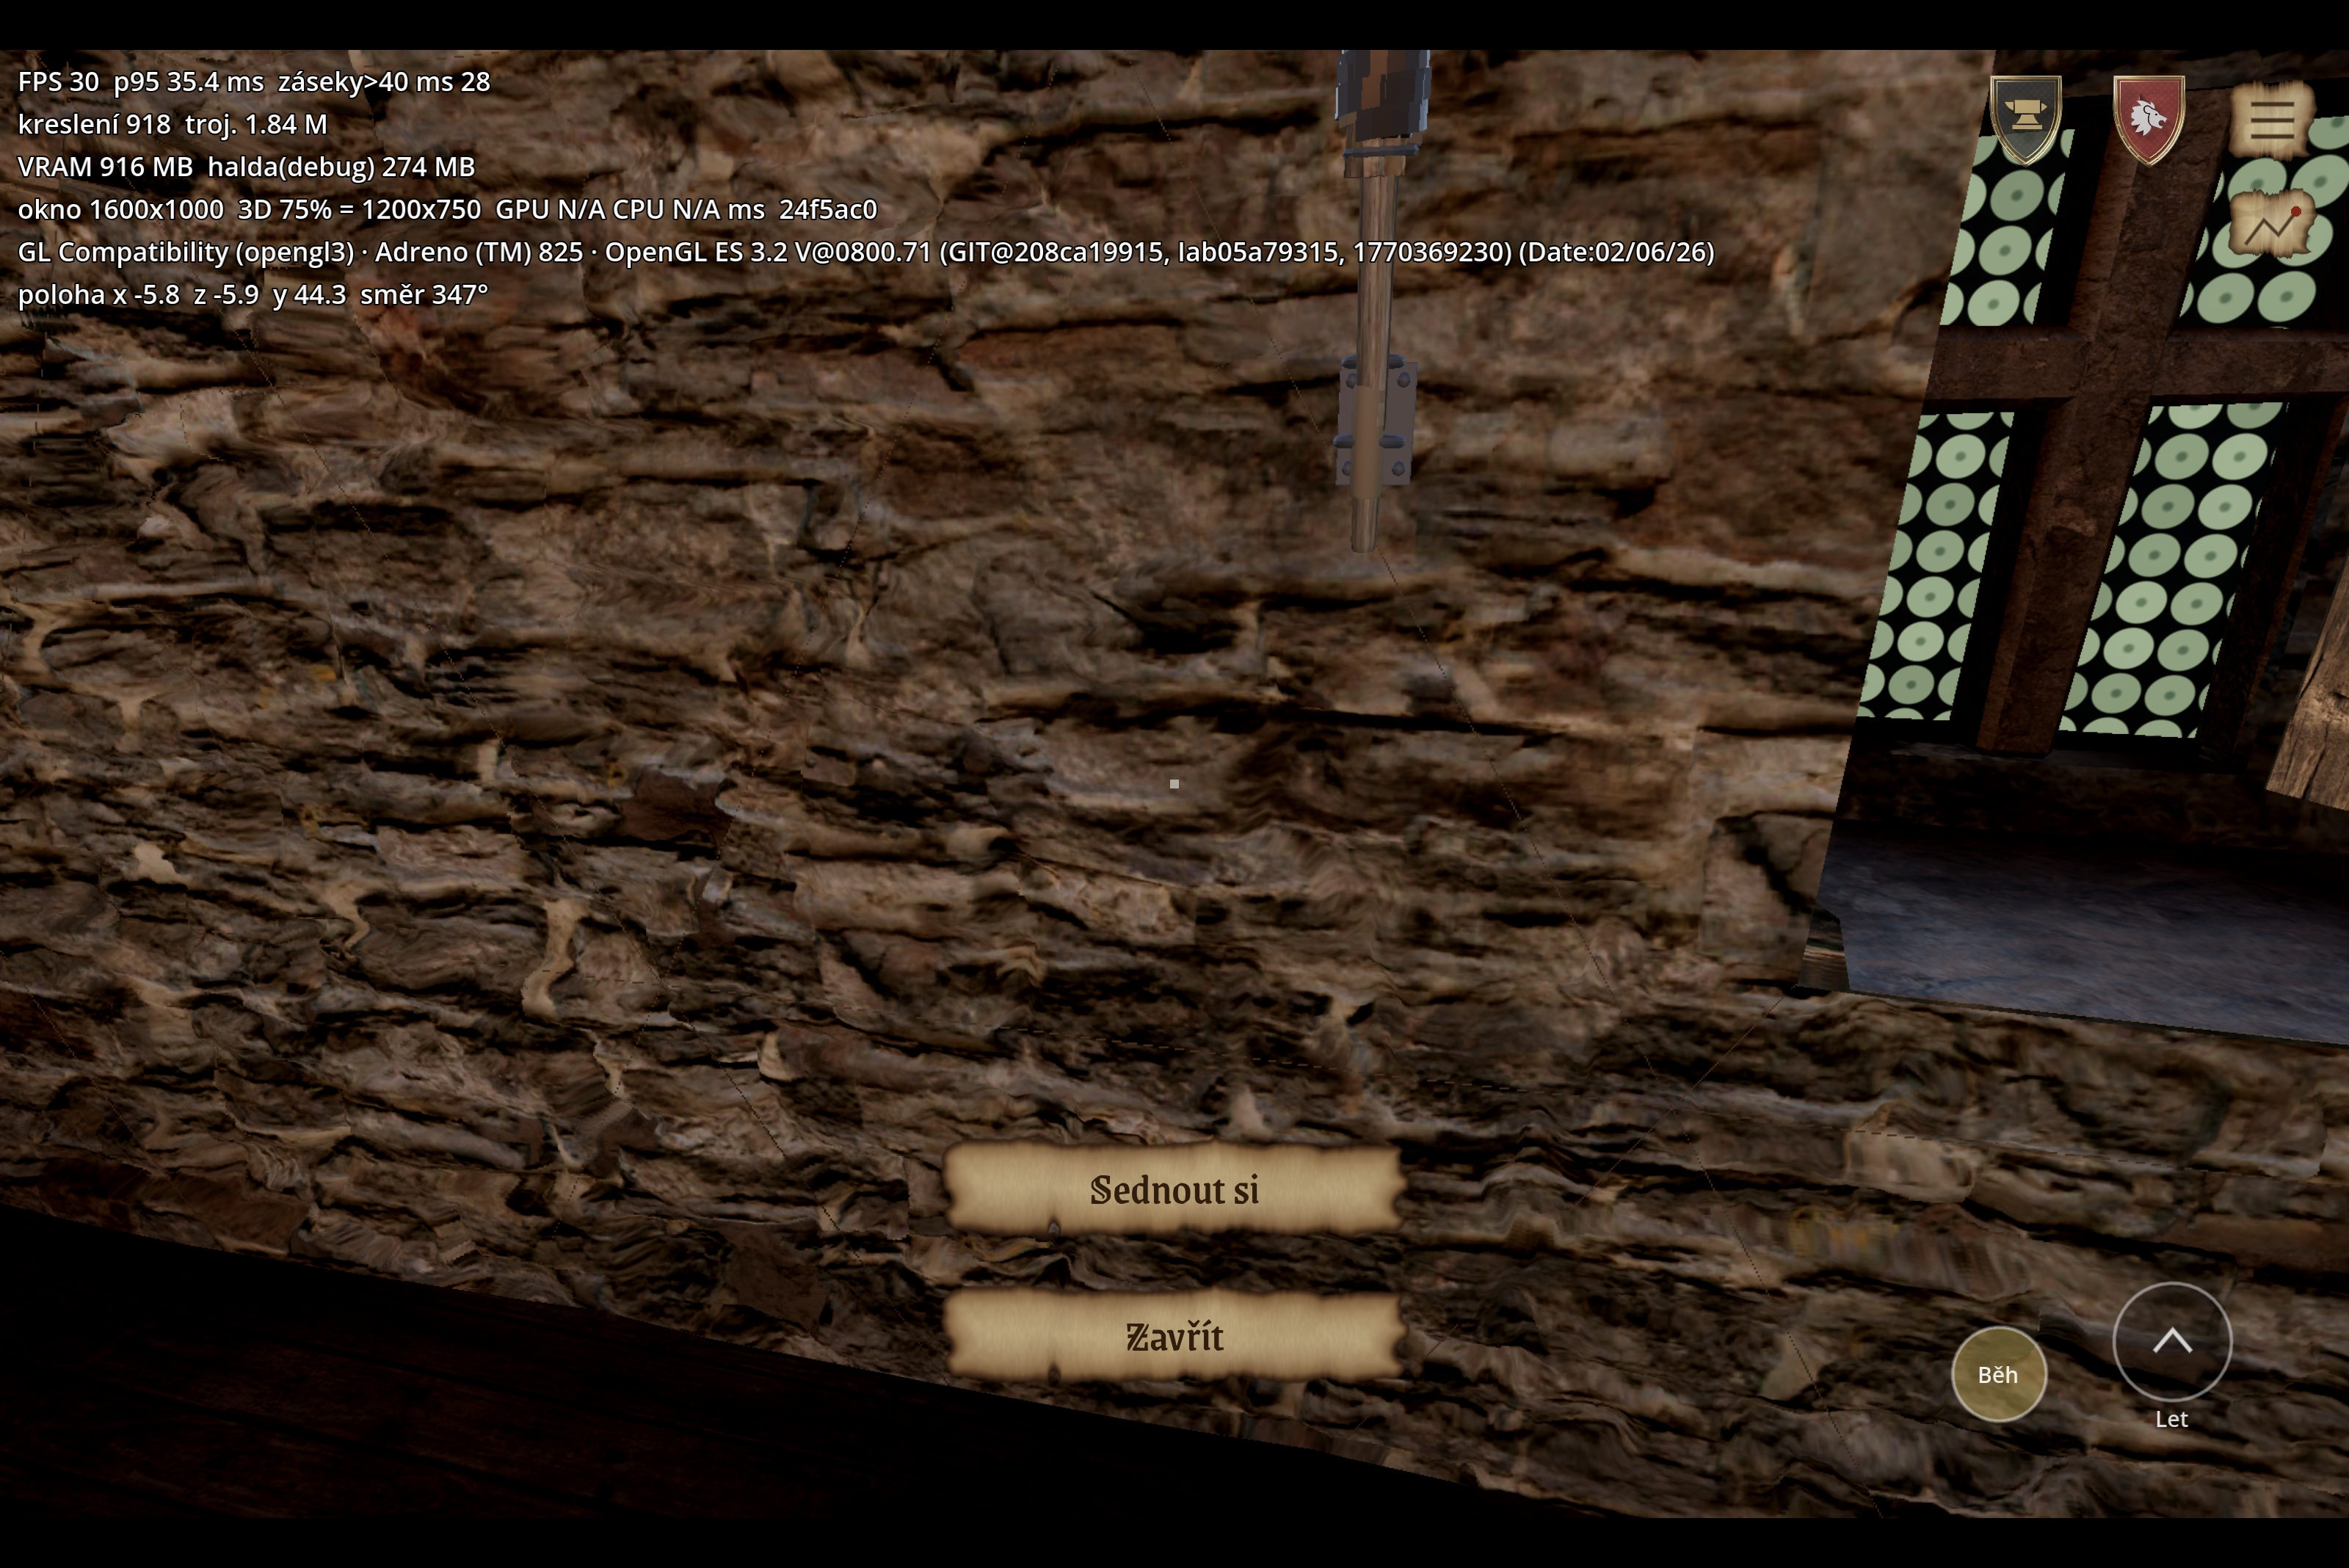 FPS 30  p95 35.4 ms  záseky>40 ms 28
kreslení 918  troj. 1.84 M
VRAM 916 MB  halda(debug) 274 MB
okno 1600x1000  3D 75% = 1200x750  GPU N/A CPU N/A ms  24f5ac0
GL Compatibility (opengl3) · Adreno (TM) 825 · OpenGL ES 3.2 V@0800.71 (GIT@208ca19915, lab05a79315, 1770369230) (Date:02/06/26)
poloha x -5.8  z -5.9  y 44.3  směr 347°
Sednout si
Zavřít
Běh
Let